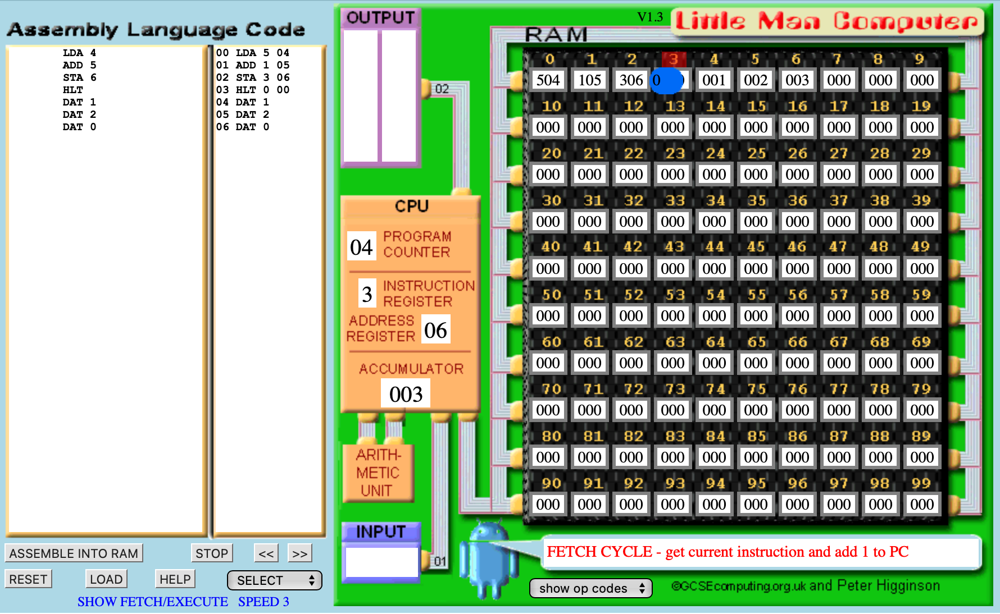 Assembly Language Code
LDA 4
ADD 5
STA 6
HLT
DAT 1
DAT 2
DAT 0
00 LDA 5 04
01 ADD 1 05
02 STA 3 06
03 HLT 0 00
04 DAT 1
05 DAT 2
06 DAT 0
ASSEMBLE INTO RAM STOP << >>
RESET LOAD HELP SELECT
SHOW FETCH/EXECUTE SPEED 3
OUTPUT
02
CPU
04 PROGRAM
COUNTER
3 INSTRUCTION
REGISTER
ADDRESS
REGISTER 06
ACCUMULATOR
003
ARITH-
METIC
UNIT
INPUT
01
V1.3 Little Man Computer
RAM
0 1 2 3 4 5 6 7 8 9
504 105 306 0 001 002 003 000 000 000
10 11 12 13 14 15 16 17 18 19
000 000 000 000 000 000 000 000 000 000
20 21 22 23 24 25 26 27 28 29
000 000 000 000 000 000 000 000 000 000
30 31 32 33 34 35 36 37 38 39
000 000 000 000 000 000 000 000 000 000
40 41 42 43 44 45 46 47 48 49
000 000 000 000 000 000 000 000 000 000
50 51 52 53 54 55 56 57 58 59
000 000 000 000 000 000 000 000 000 000
60 61 62 63 64 65 66 67 68 69
000 000 000 000 000 000 000 000 000 000
70 71 72 73 74 75 76 77 78 79
000 000 000 000 000 000 000 000 000 000
80 81 82 83 84 85 86 87 88 89
000 000 000 000 000 000 000 000 000 000
90 91 92 93 94 95 96 97 98 99
000 000 000 000 000 000 000 000 000 000
FETCH CYCLE - get current instruction and add 1 to PC
show op codes
©GCSEcomputing.org.uk and Peter Higginson